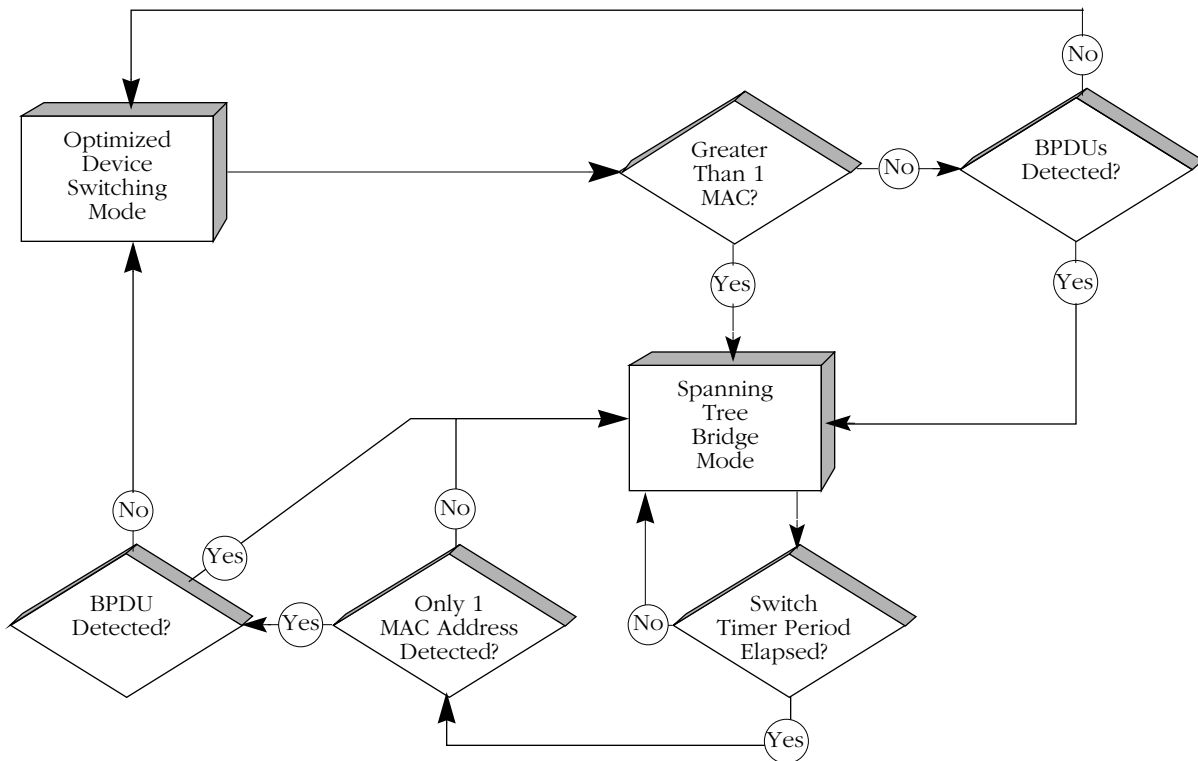 No
Optimized
Device
Switching
Mode
Greater
Than 1
MAC?
No
BPDUs
Detected?
Yes
Yes
Spanning
Tree
Bridge
Mode
No
No
Yes
BPDU
Detected?
Yes
Only 1
MAC Address
Detected?
No
Switch
Timer Period
Elapsed?
Yes